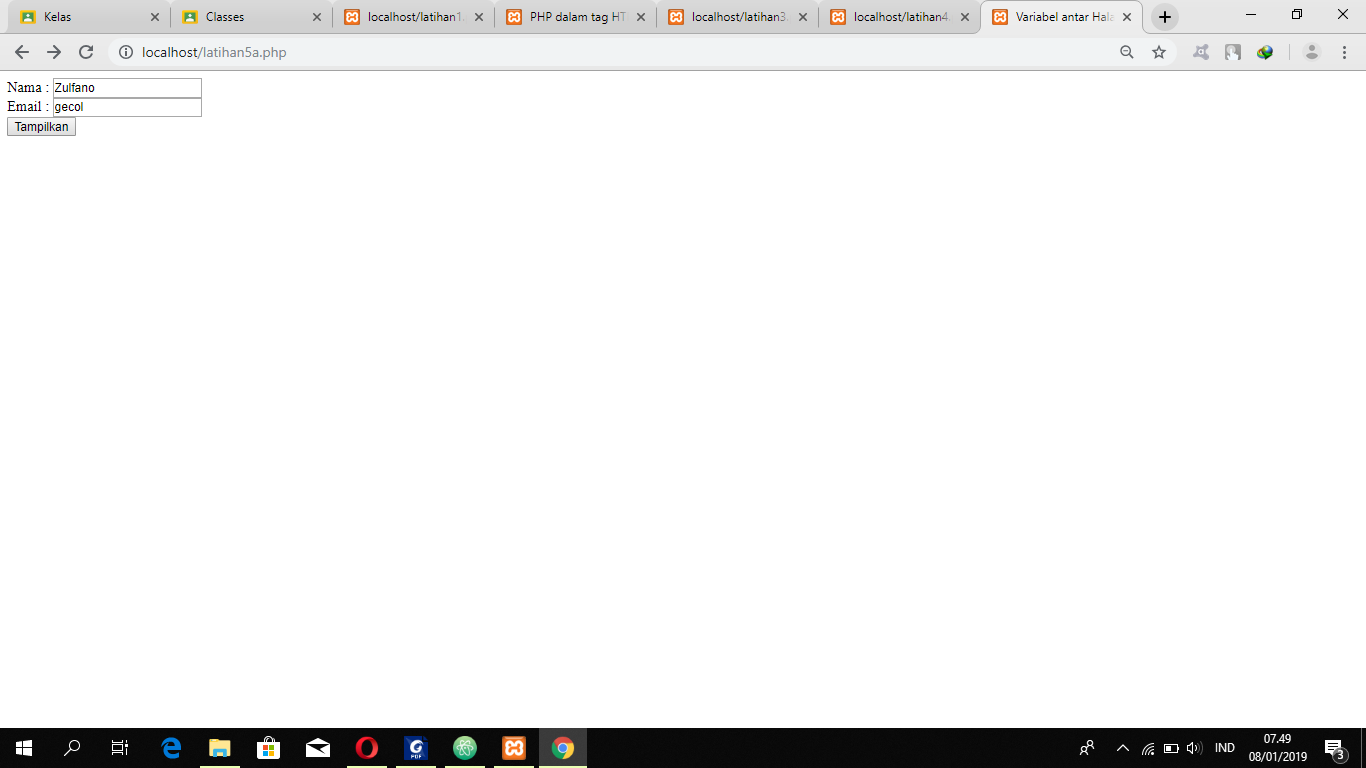 Kelas
Classes
localhost/latihan1.
PHP dalam tag HT
localhost/latihan3.
localhost/latihan4.
Variabel antar Hala
localhost/latihan5a.php
Nama : Zulfano
Email : gecol
Tampilkan
PDF
IND
07.49
08/01/2019
3